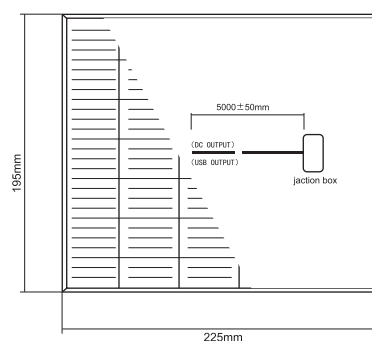 5000±50mm
(DC OUTPUT)
(USB OUTPUT)
jaction box
195mm
225mm